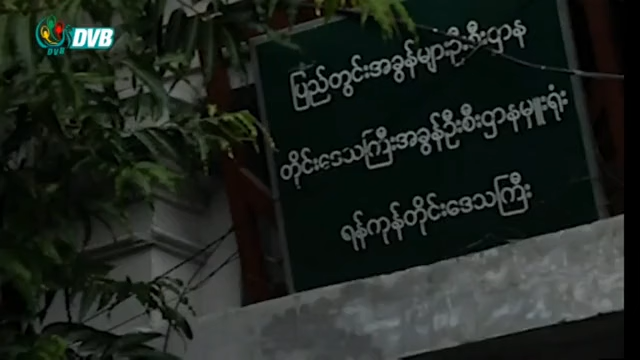 DVB
DVB
ပြည်တွင်းအခွန်များဦးစီးဌာန
တိုင်းဒေသကြီးအခွန်ဦးစီးဌာနမှူးရုံး
ရန်ကုန်တိုင်းဒေသကြီး